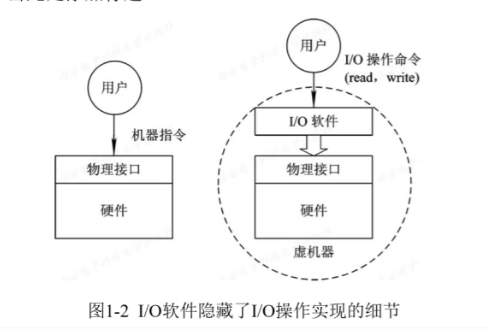 用户
机器指令
物理接口
硬件
用户
I/O 操作命令
(read，write)
I/O 软件
物理接口
硬件
虚机器
图1-2 I/O软件隐藏了I/O操作实现的细节